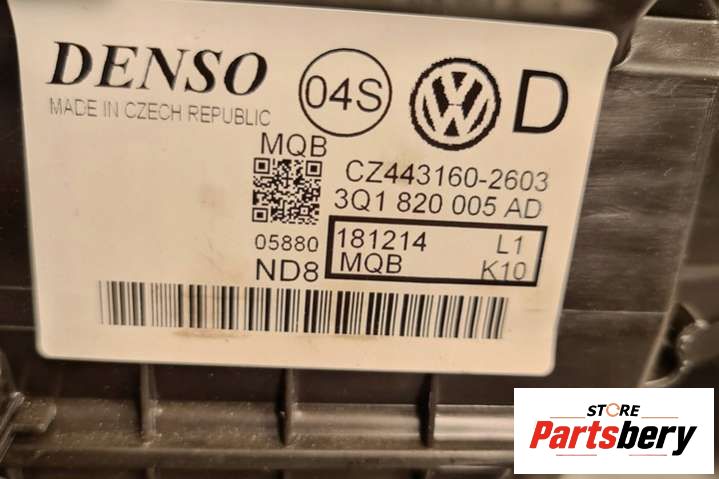 DENSO
MADE IN CZECH REPUBLIC
04S
D
MQB
CZ443160-2603
3Q1 820 005 AD
05880
181214 L1
ND8
MQB K10
STORE
Partsbery